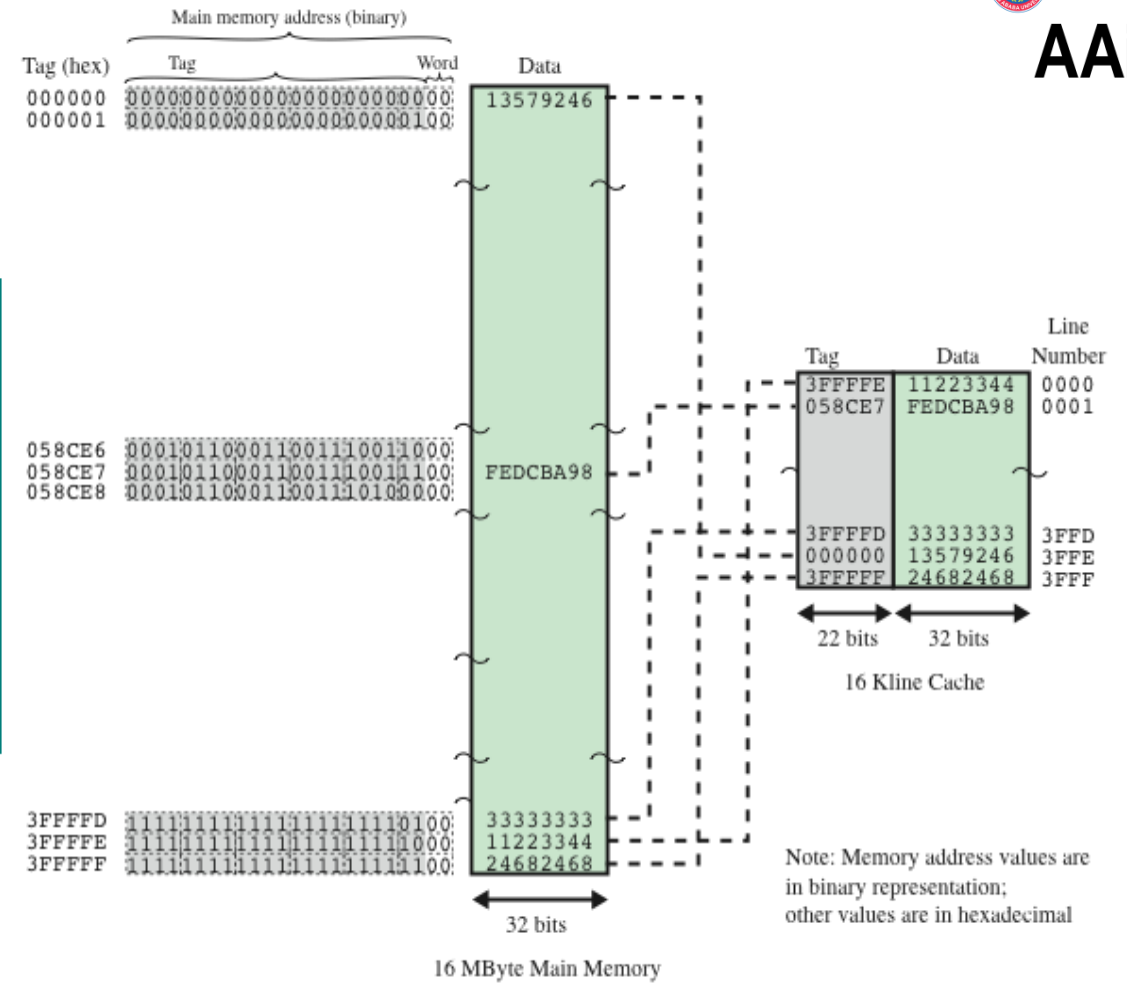 AA
Main memory address (binary)
Tag (hex) Tag Word Data
000000 000000000000000000000000 13579246
000001 000000000000000000000100
Line
Tag Data Number
3FFFFE 11223344 0000
058CE7 FEDCBA98 0001
058CE6 000101100011001110011000
058CE7 000101100011001110011100 FEDCBA98
058CE8 000101100011001110100000
3FFFFD 33333333 3FFD
000000 13579246 3FFE
3FFFFF 24682468 3FFF
22 bits 32 bits
16 Kline Cache
3FFFFD 111111111111111111110100 33333333
3FFFFE 111111111111111111111000 11223344
3FFFFF 111111111111111111111100 24682468
Note: Memory address values are
in binary representation;
other values are in hexadecimal
32 bits
16 MByte Main Memory